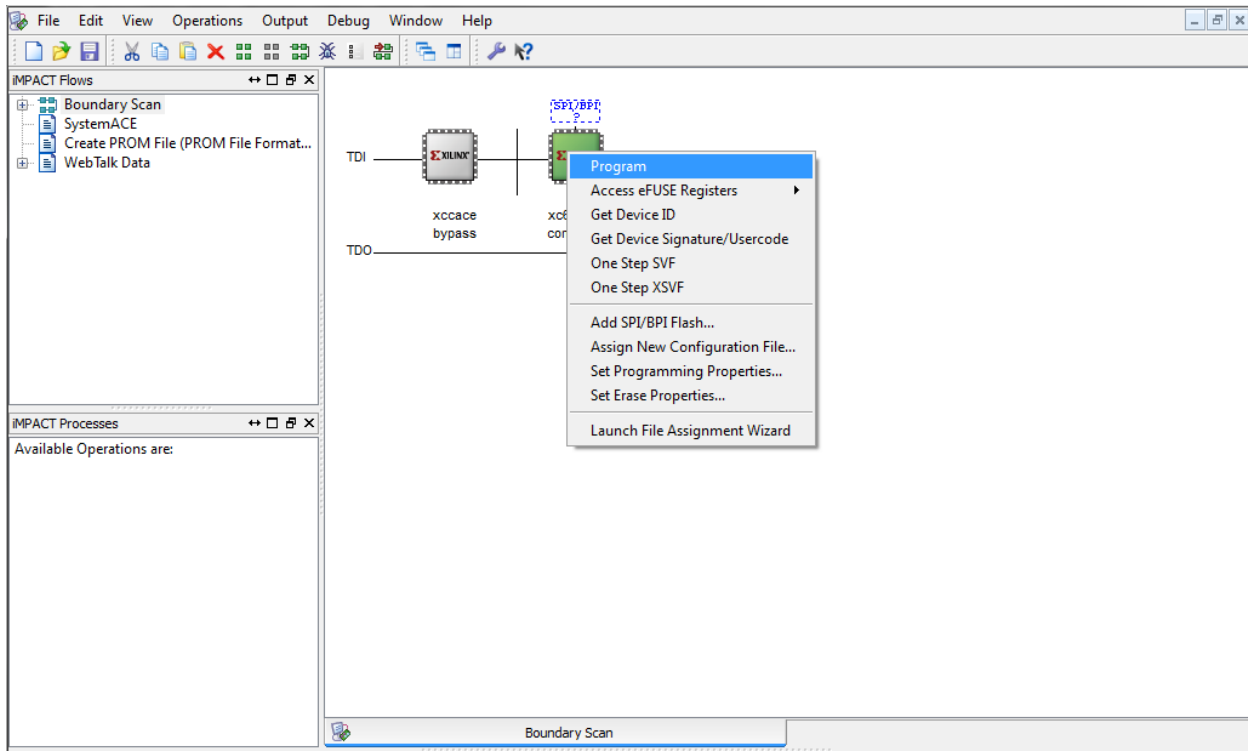 File Edit View Operations Output Debug Window Help
iMPACT Flows
Boundary Scan
SystemACE
Create PROM File (PROM File Format...
WebTalk Data
iMPACT Processes
Available Operations are:
SPI/BPI
?
TDI
XILINX
xccace
bypass
TDO
Program
Access eFUSE Registers
Get Device ID
Get Device Signature/Usercode
One Step SVF
One Step XSVF
Add SPI/BPI Flash...
Assign New Configuration File...
Set Programming Properties...
Set Erase Properties...
Launch File Assignment Wizard
Boundary Scan